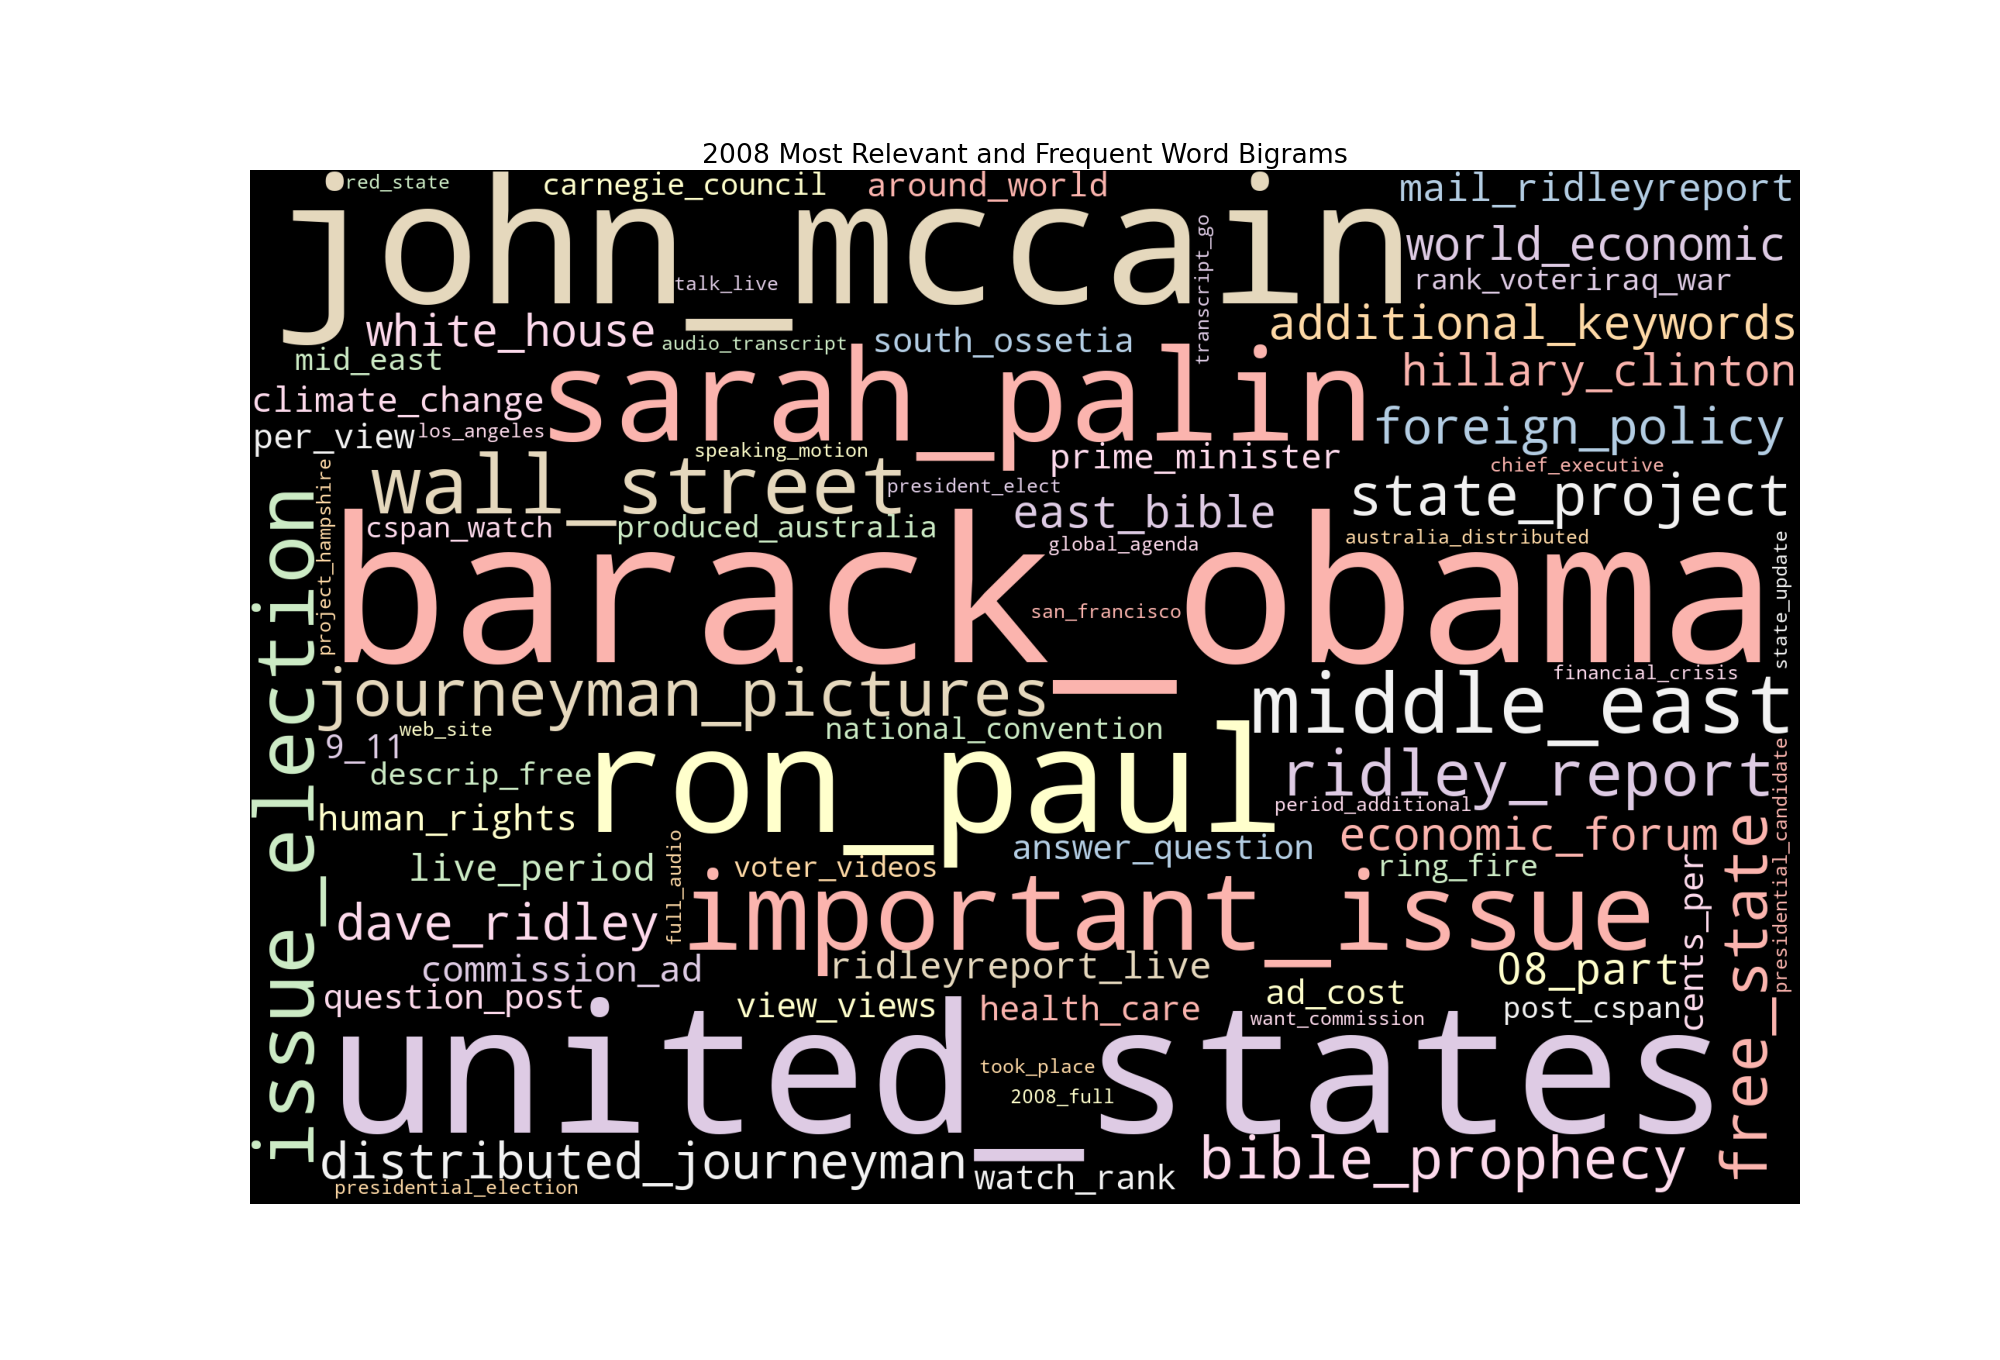 2008 Most Relevant and Frequent Word Bigrams
red_state
carnegie_council
around_world
mail_ridleyreport
john_mccain
transcript_go
world_economic
talk_live
rank_voter
iraq_war
white_house
audio_transcript
south_ossetia
additional_keywords
mid_east
sarah_palin
hillary_clinton
climate_change
per_view
los_angeles
foreign_policy
speaking_motion
prime_minister
chief_executive
wall_street
president_elect
state_project
project_hampshire
cspan_watch
produced_australia
east_bible
global_agenda
australia_distributed
state_update
issue_election
barack_obama
san_francisco
financial_crisis
journeyman_pictures
middle_east
web_site
national_convention
9_11
descrip_free
ron_paul
ridley_report
presidential_candidate
human_rights
period_additional
economic_forum
live_period
full_audio
voter_videos
answer_question
ring_fire
free_state
dave_ridley
important_issue
cents_per
commission_ad
ridleyreport_live
08_part
question_post
view_views
health_care
ad_cost
post_cspan
want_commission
united_states
took_place
2008_full
distributed_journeyman
watch_rank
bible_prophecy
presidential_election